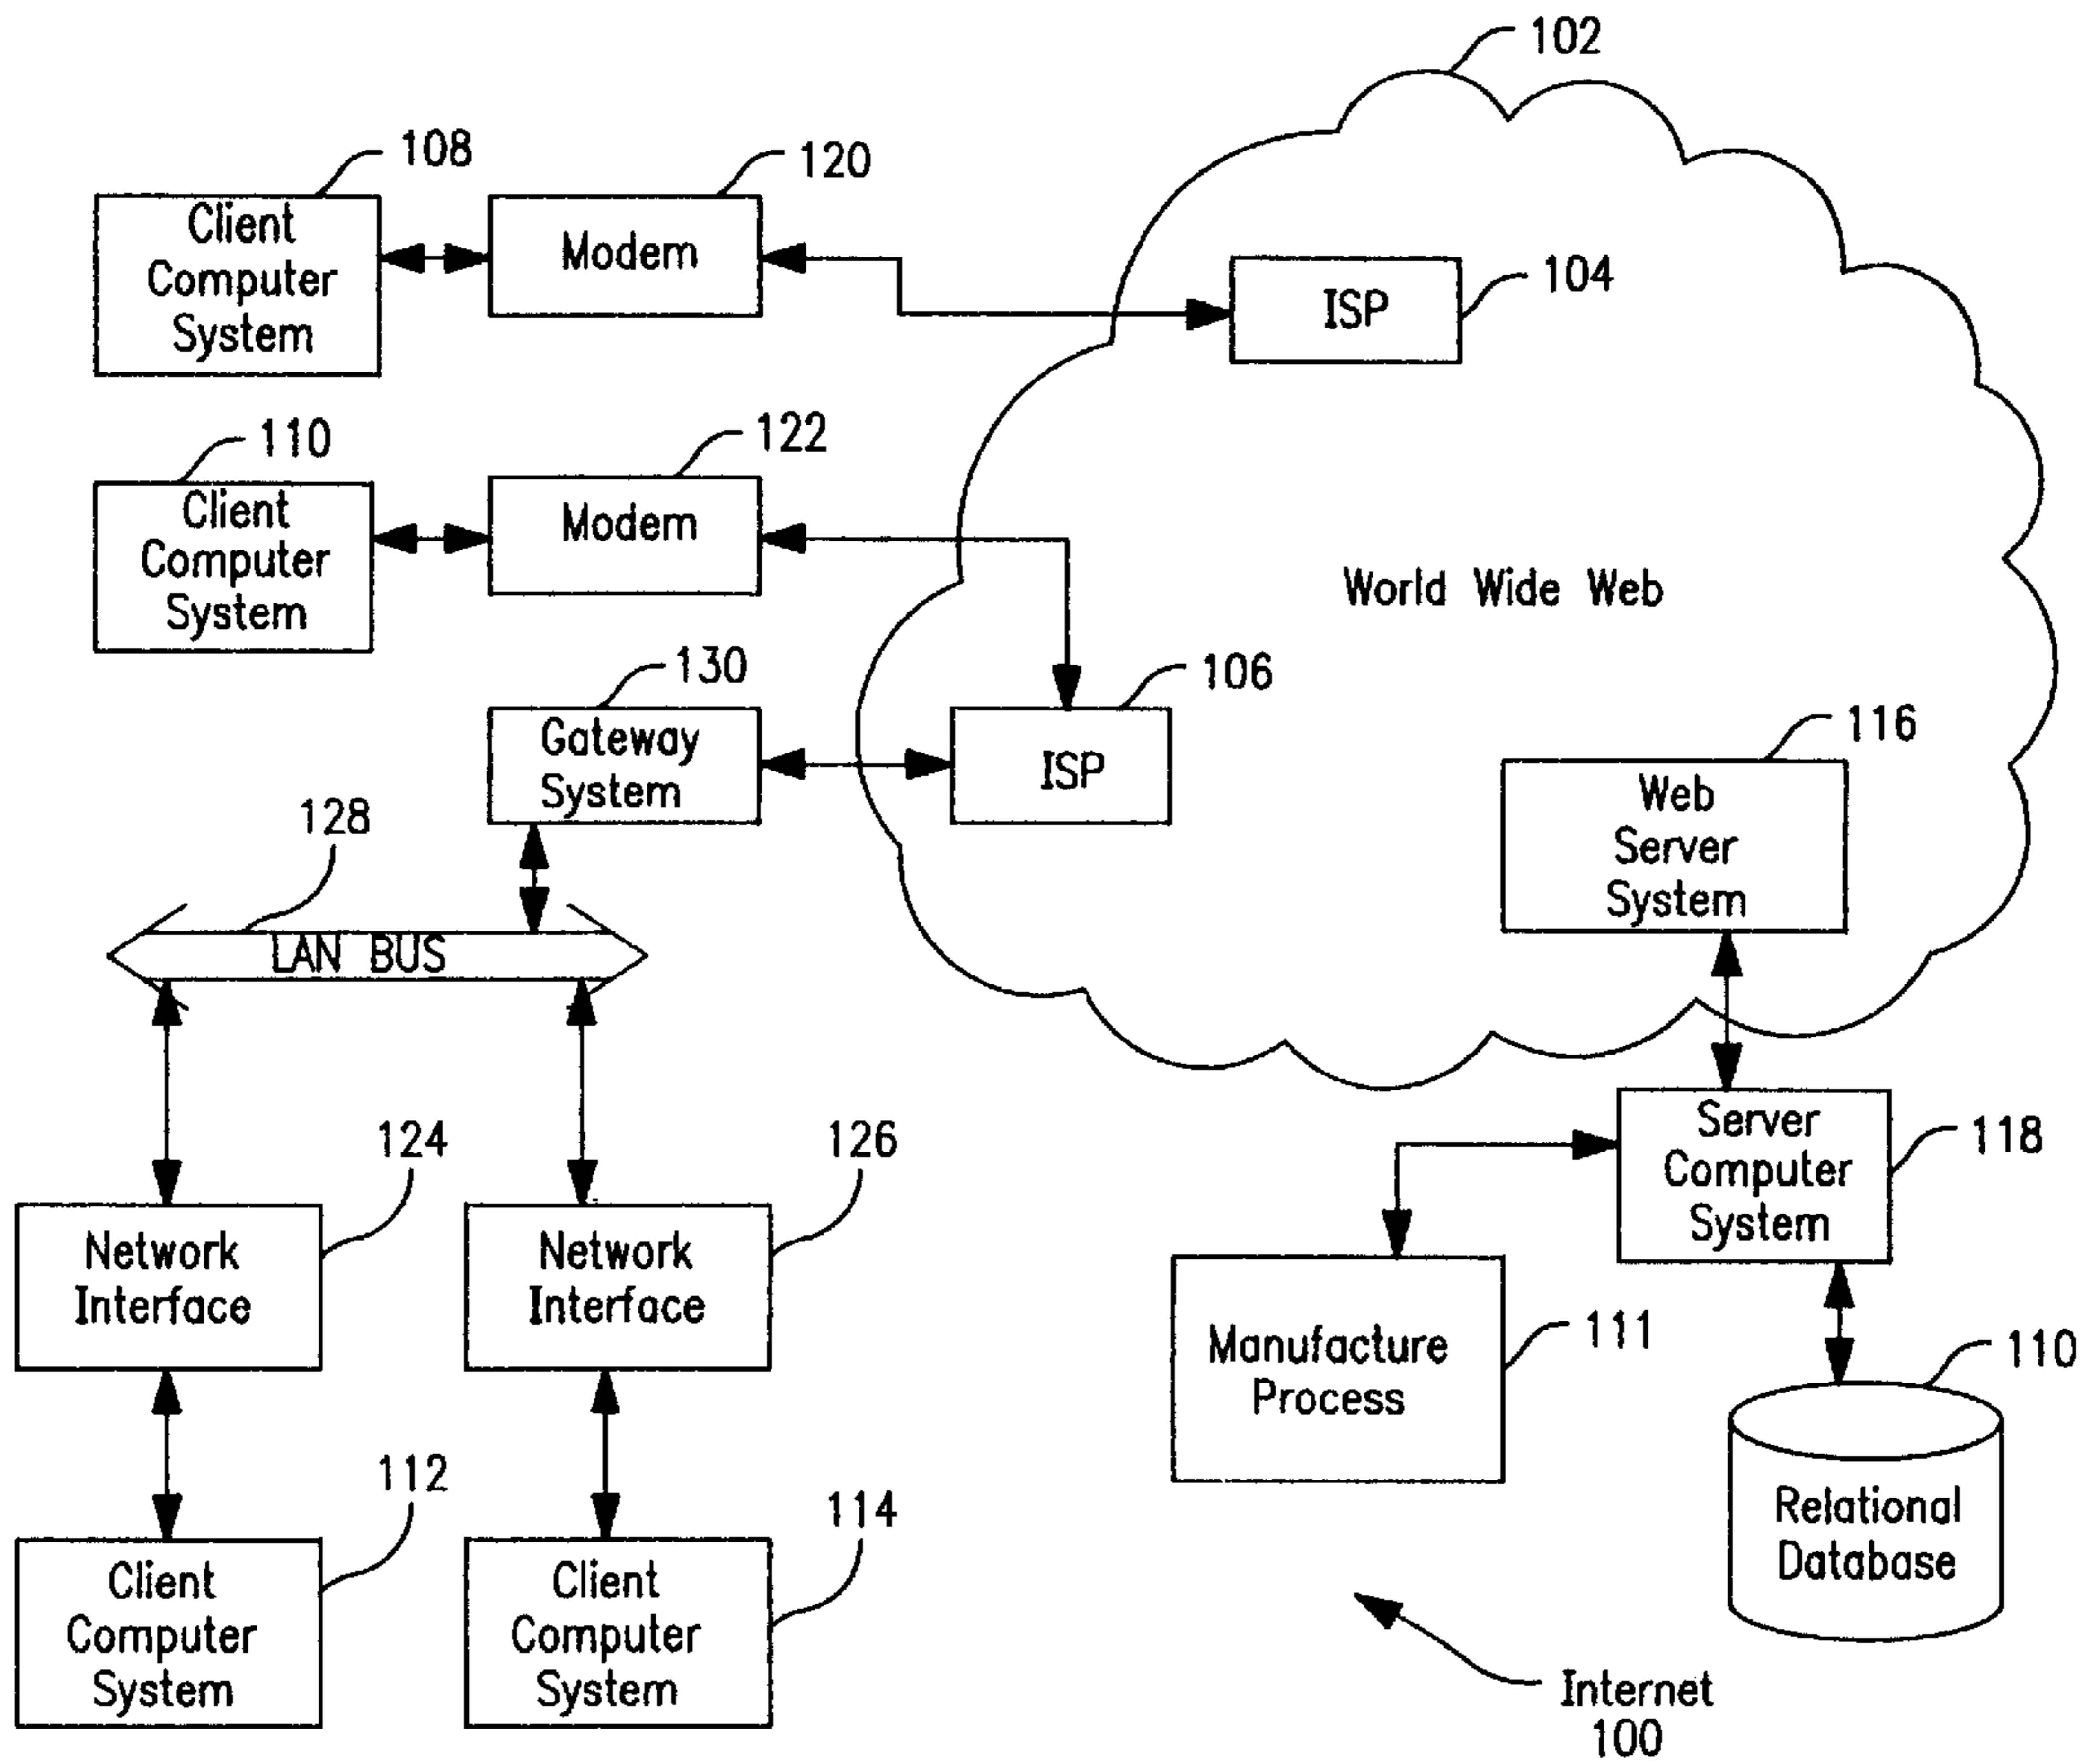 102
108
120
Client
Computer
System
Modem
ISP
104
110
122
Client
Computer
System
Modem
World Wide Web
130
106
Gateway
System
ISP
116
Web
Server
System
128
LAN BUS
124
126
Server
Computer
System
118
Network
Interface
Network
Interface
Manufacture
Process
111
110
112
114
Relational
Database
Client
Computer
System
Client
Computer
System
Internet
100